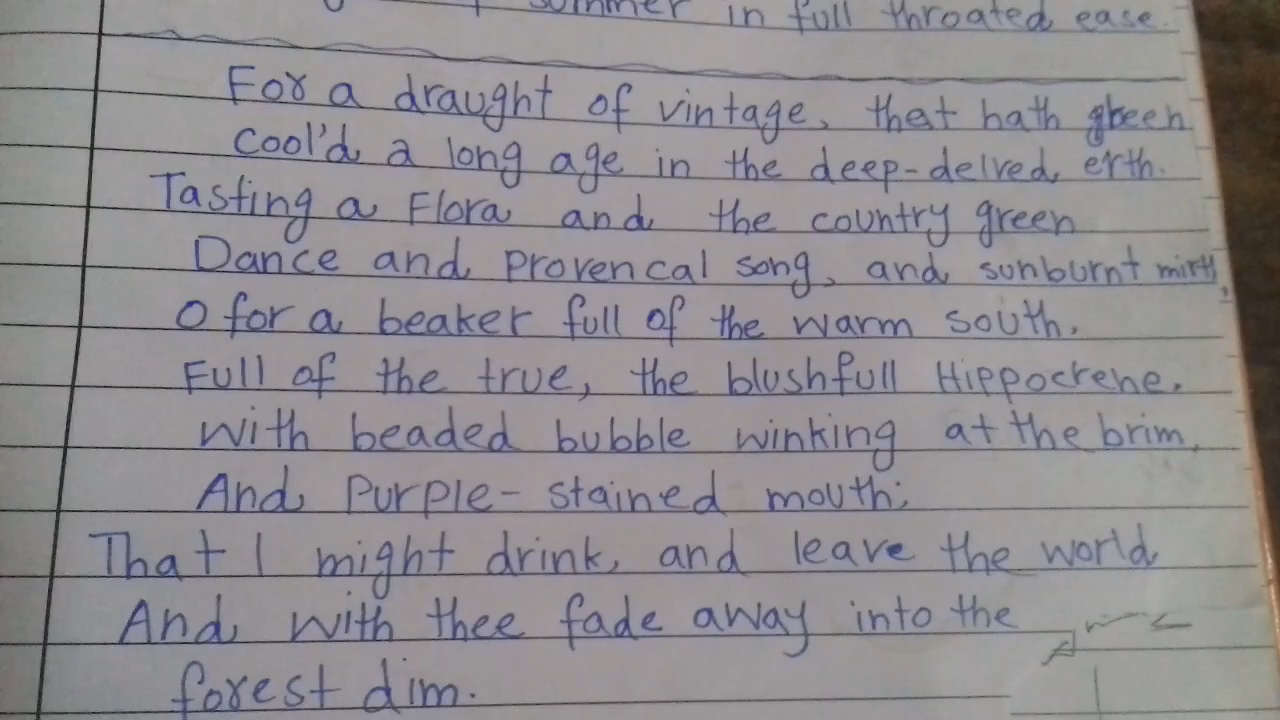 summer in full throated ease.
For a draught of vintage, that hath been
Cool'd a long age in the deep-delved erth.
Tasting a Flora and the country green
Dance and Provencal song, and sunburnt mirth,
O for a beaker full of the warm south.
Full of the true, the blushfull Hippocrene.
With beaded bubble winking at the brim,
And Purple-stained mouth;
That I might drink, and leave the world
And with thee fade away into the
forest dim.